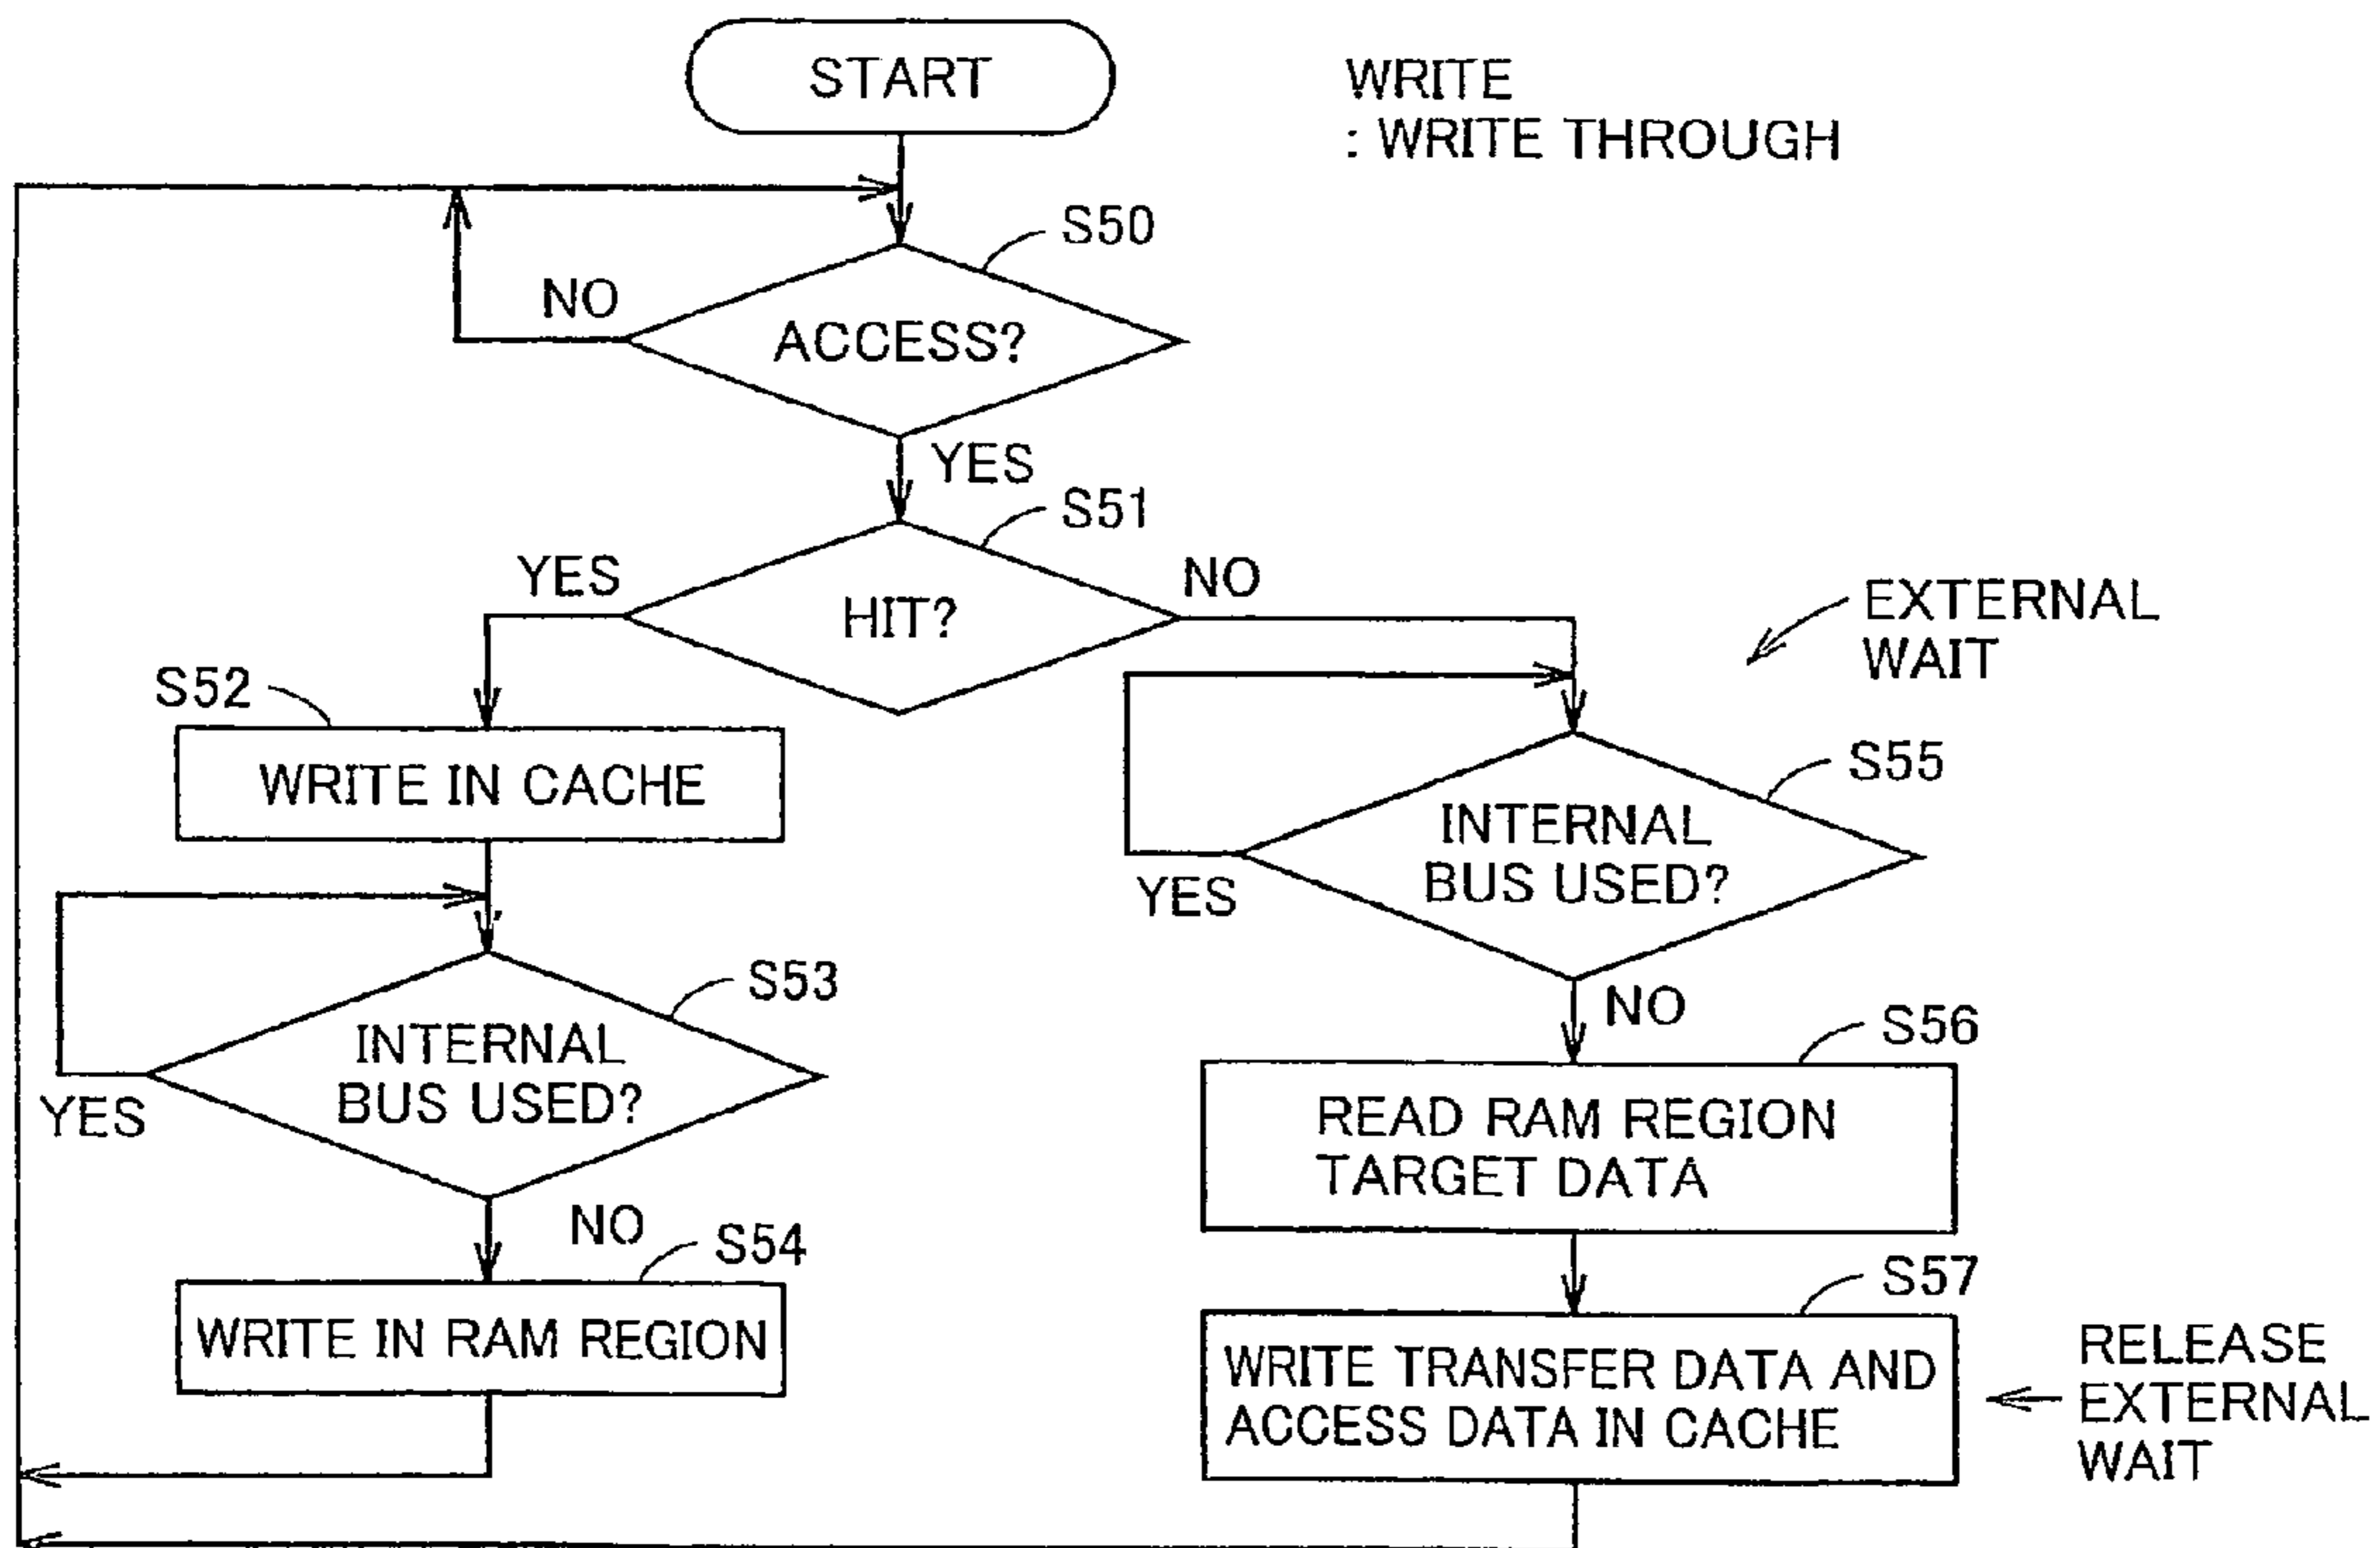 START
WRITE
: WRITE THROUGH
S50
NO
ACCESS?
YES
S51
YES
NO
HIT?
EXTERNAL
WAIT
S52
WRITE IN CACHE
S55
INTERNAL
BUS USED?
YES
S53
NO
INTERNAL
BUS USED?
YES
S56
READ RAM REGION
TARGET DATA
NO
S54
WRITE IN RAM REGION
S57
WRITE TRANSFER DATA AND
ACCESS DATA IN CACHE
RELEASE
EXTERNAL
WAIT